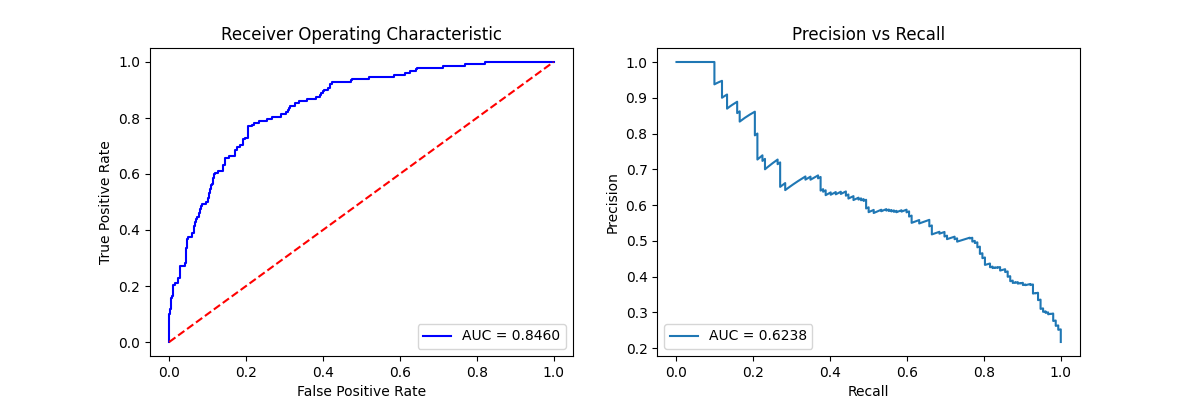 Receiver Operating Characteristic
1.0
0.8
0.6
0.4
0.2
0.0
True Positive Rate
AUC = 0.8460
0.0 0.2 0.4 0.6 0.8 1.0
False Positive Rate
Precision vs Recall
1.0
0.9
0.8
0.7
0.6
0.5
0.4
0.3
0.2
Precision
AUC = 0.6238
0.0 0.2 0.4 0.6 0.8 1.0
Recall